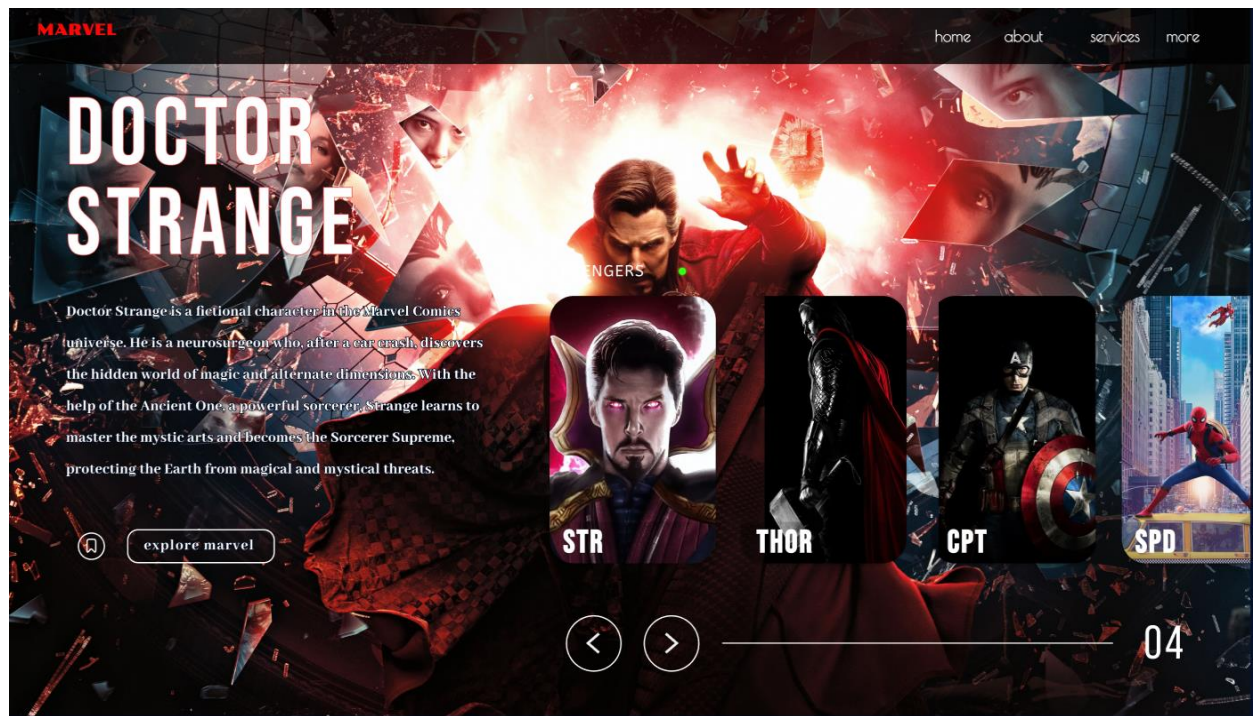 MARVEL
home about services more
DOCTOR
STRANGE
ENGERS
Doctor Strange is a fictional character in the Marvel Comics
universe. He is a neurosurgeon who, after a car crash, discovers
the hidden world of magic and alternate dimensions. With the
help of the Ancient One, a powerful sorcerer, Strange learns to
master the mystic arts and becomes the Sorcerer Supreme,
protecting the Earth from magical and mystical threats.
explore marvel
A
STR THOR CPT SPD
04